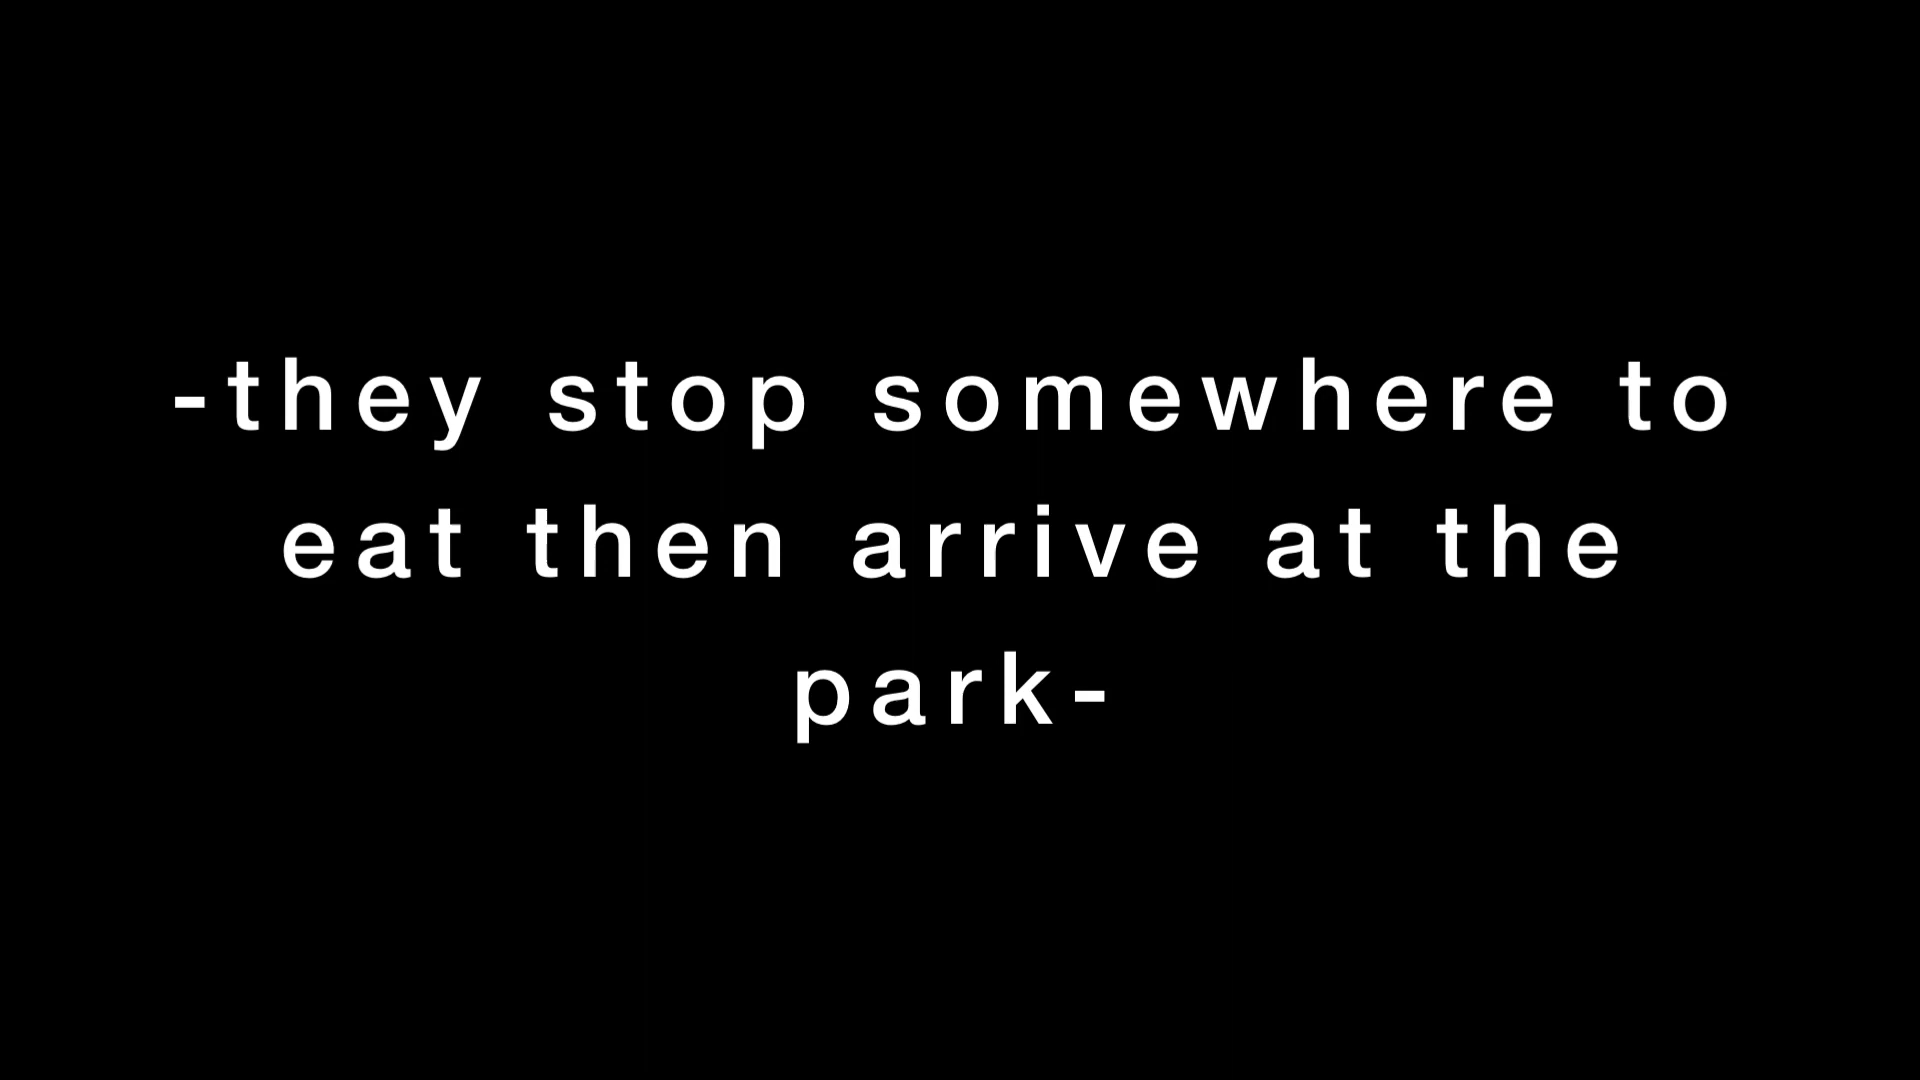 -they stop somewhere to
eat then arrive at the
park-